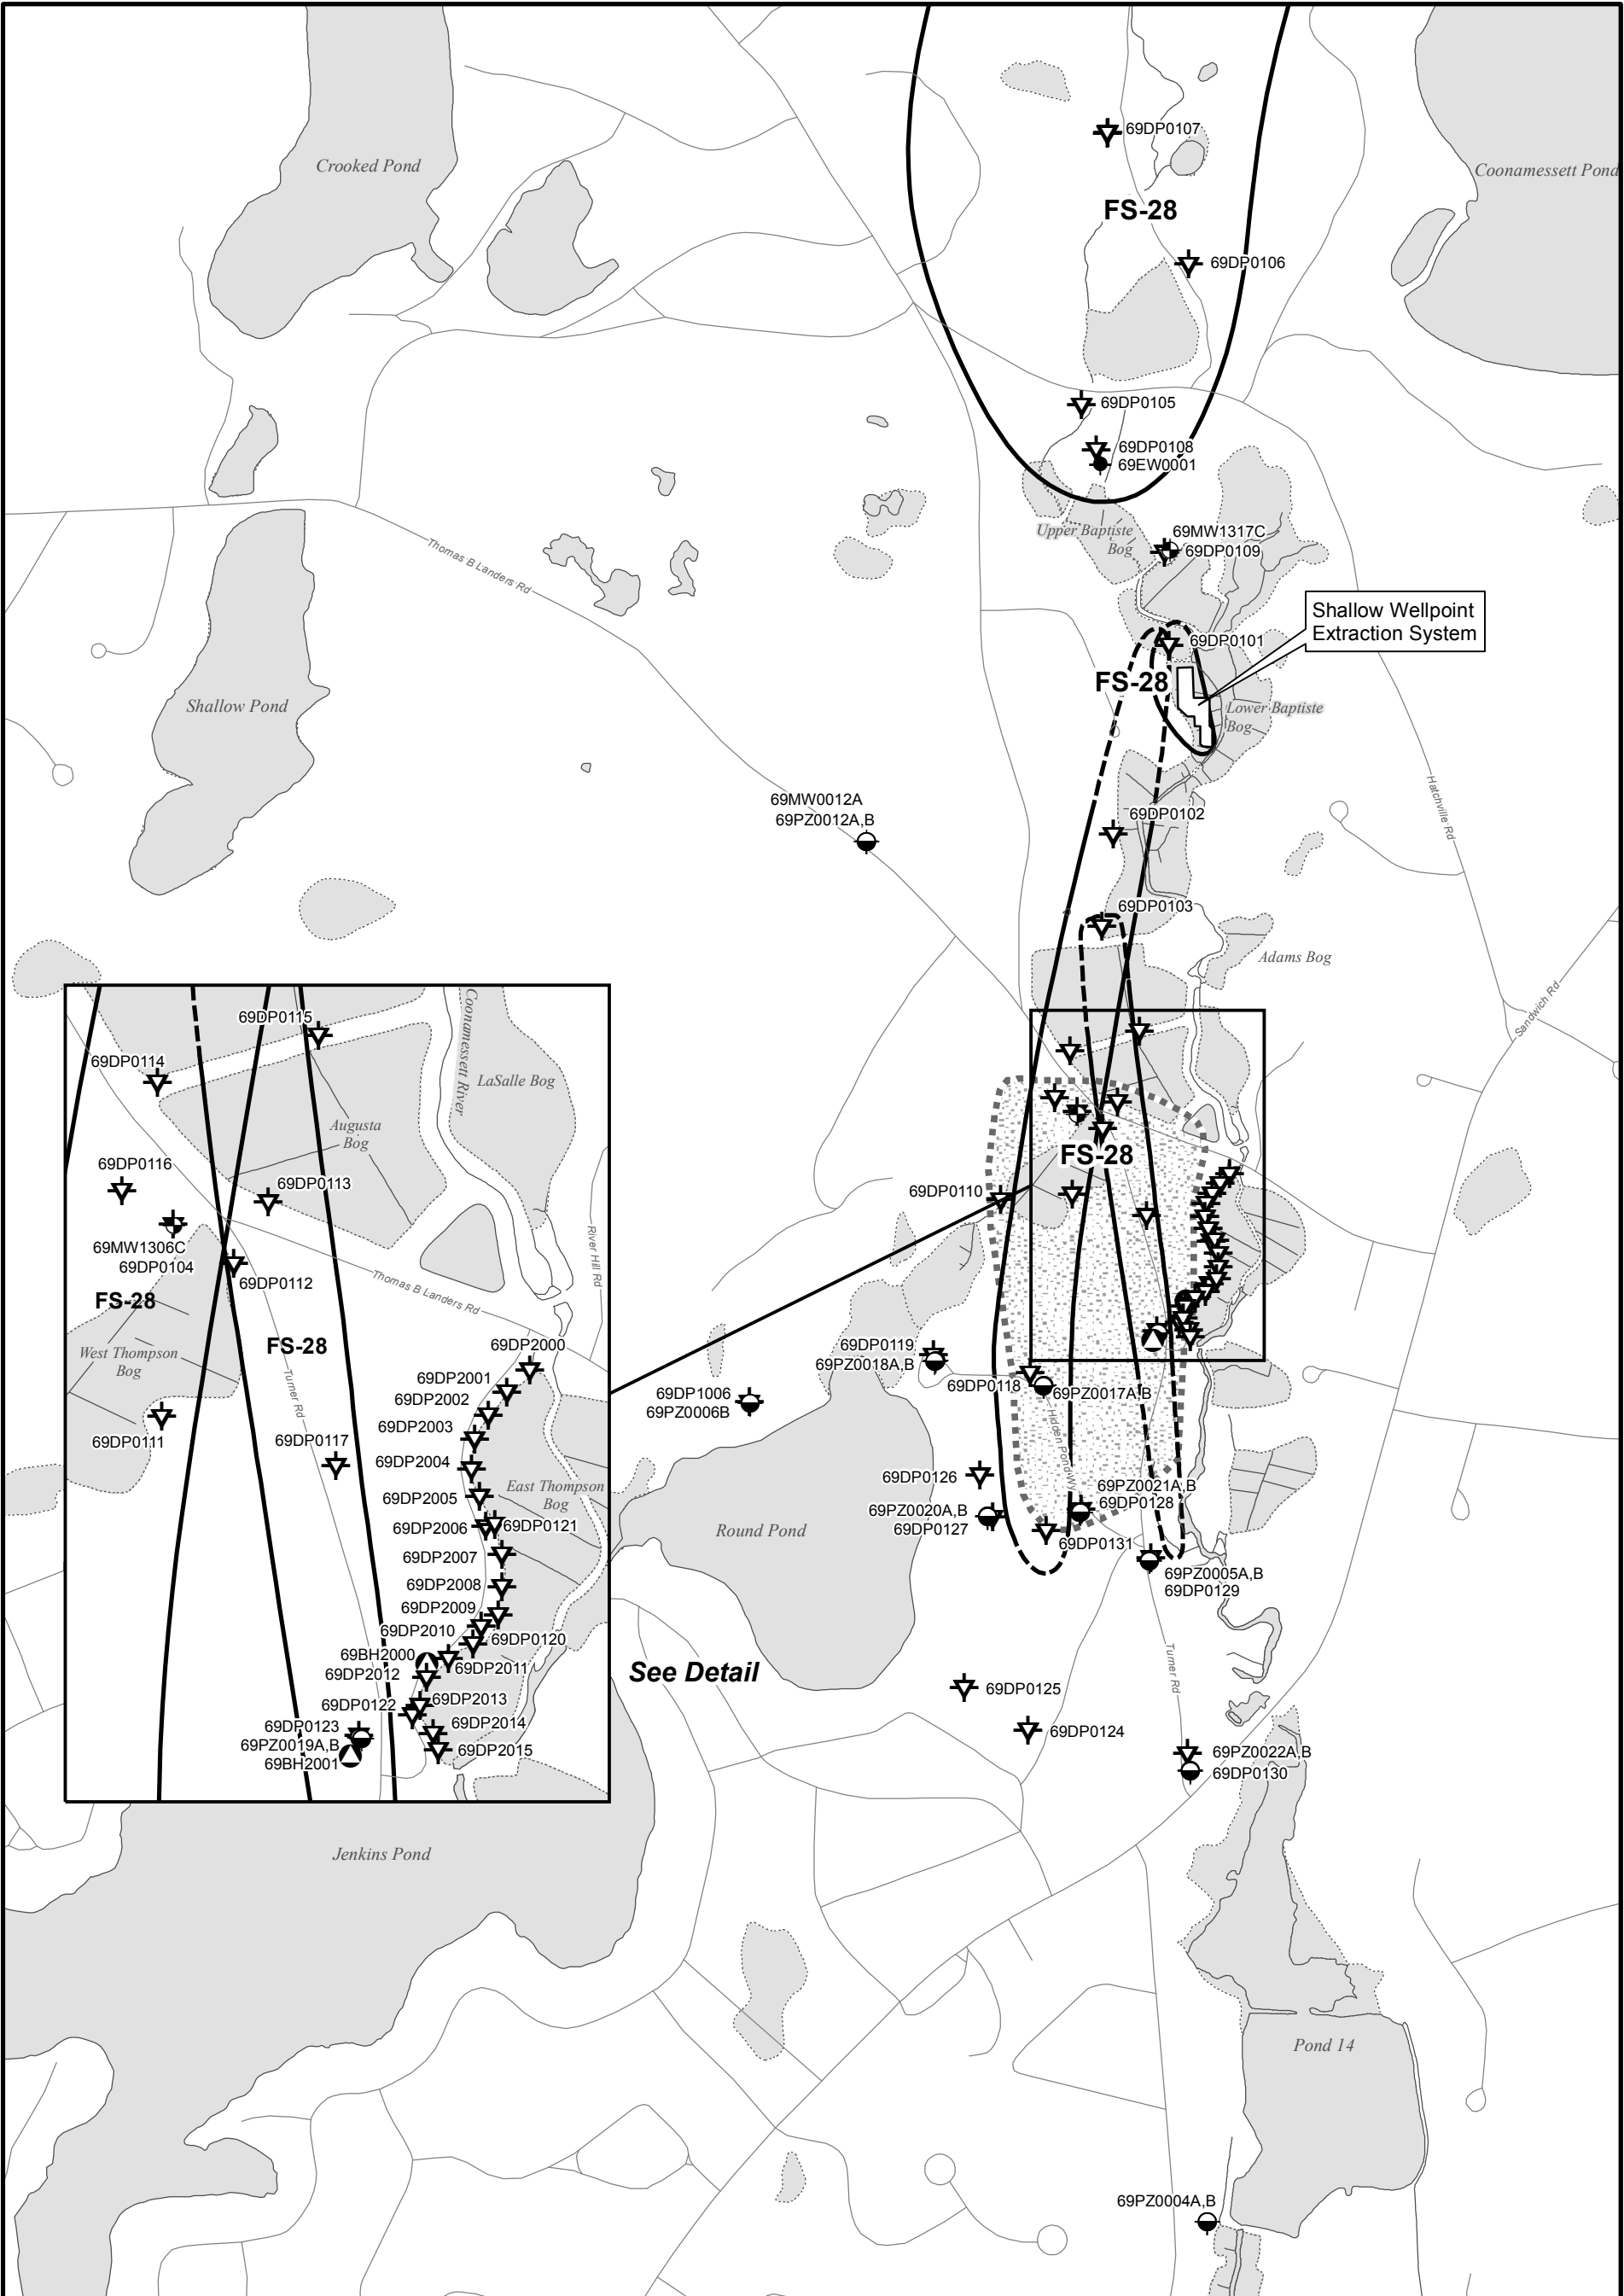 69DP0107
Crooked Pond
Coonamessett Pond
FS-28
69DP0106
69DP0105
69DP0108
69EW0001
Upper Baptiste
Bog
69MW1317C
69DP0109
Thomas B Landers Rd
Shallow Wellpoint
Extraction System
69DP0101
FS-28
Shallow Pond
Lower Baptiste
Bog
69MW0012A
69PZ0012A,B
69DP0102
Hatchville Rd
69DP0103
Adams Bog
Sandwich Rd
69DP0115
Coonamessett River
69DP0114
LaSalle Bog
Augusta
Bog
69DP0116
69DP0113
69MW1306C
69DP0104
69DP0112
River Hill Rd
Thomas B Landers Rd
FS-28
FS-28
West Thompson
Bog
Turner Rd
69DP2000
69DP2001
69DP2002
69DP2003
69DP0111
69DP0117
69DP2004
69DP2005
East Thompson
Bog
69DP2006
69DP0121
69DP2007
69DP2008
69DP2009
69DP2010
69DP0120
69BH2000
69DP2011
69DP2012
69DP2013
69DP0122
69DP2014
69DP0123
69PZ0019A,B
69DP2015
69BH2001
FS-28
69DP0110
69DP0119
69PZ0018A,B
69DP0118
69PZ0017A,B
69DP1006
69PZ0006B
Hidden Pond Wy
69DP0126
69PZ0021A,B
69DP0128
69PZ0020A,B
69DP0127
Round Pond
69DP0131
69PZ0005A,B
69DP0129
See Detail
Turner Rd
69DP0125
69DP0124
69PZ0022A,B
69DP0130
Jenkins Pond
Pond 14
69PZ0004A,B